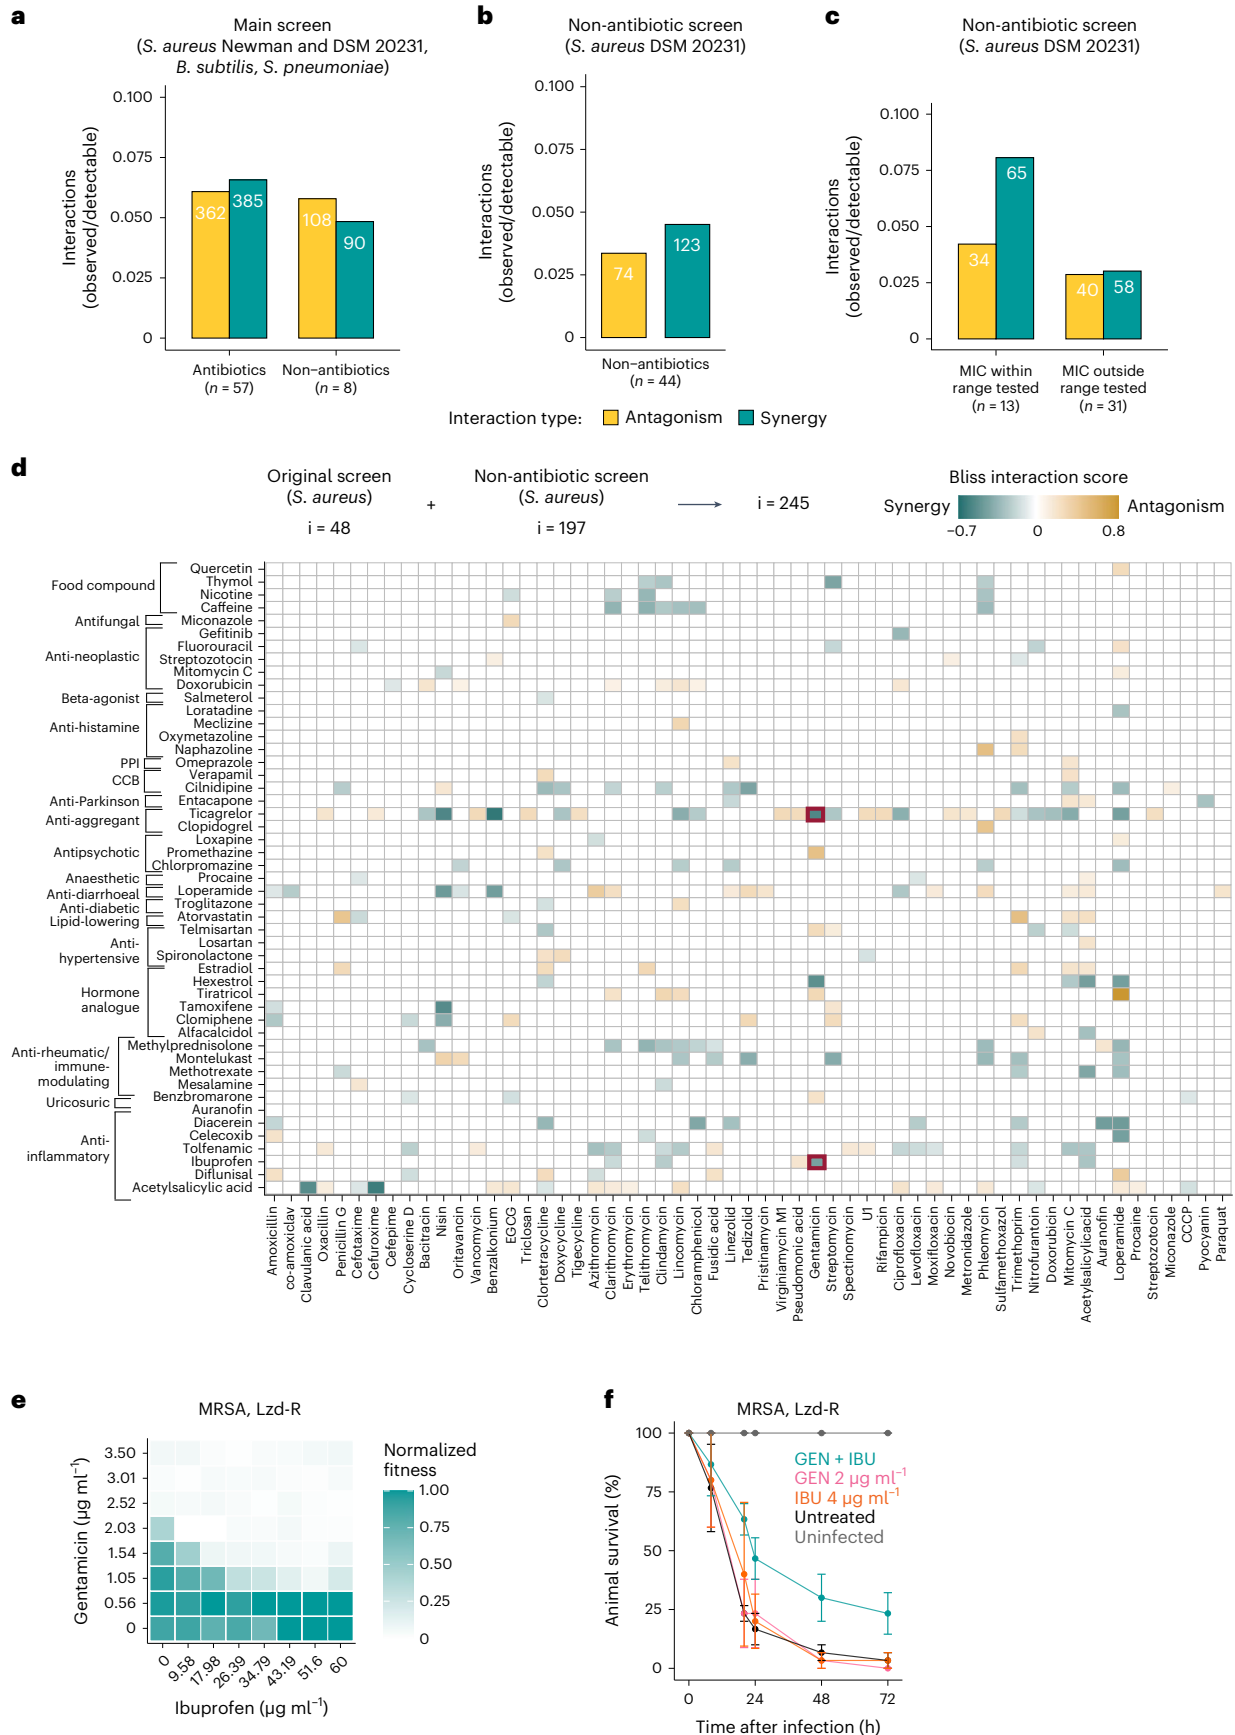 a
Main screen
(S. aureus Newman and DSM 20231,
B. subtilis, S. pneumoniae)
Interactions
(observed/detectable)
0.100
0.075
0.050
0.025
0
362
385
108
90
Antibiotics
(n = 57)
Non–antibiotics
(n = 8)
b
Non-antibiotic screen
(S. aureus DSM 20231)
Interactions
(observed/detectable)
0.100
0.075
0.050
0.025
0
74
123
Non–antibiotics
(n = 44)
c
Non-antibiotic screen
(S. aureus DSM 20231)
Interactions
(observed/detectable)
0.100
0.075
0.050
0.025
0
34
65
40
58
MIC within
range tested
(n = 13)
MIC outside
range tested
(n = 31)
Interaction type: Antagonism Synergy
d
Original screen
(S. aureus)
i = 48
+
Non-antibiotic screen
(S. aureus)
i = 197
i = 245
Bliss interaction score
Synergy Antagonism
−0.7 0 0.8
Food compound
Antifungal
Anti-neoplastic
Beta-agonist
Anti-histamine
PPI
CCB
Anti-Parkinson
Anti-aggregant
Antipsychotic
Anaesthetic
Anti-diarrhoeal
Anti-diabetic
Lipid-lowering
Anti-
hypertensive
Hormone
analogue
Anti-rheumatic/
immune-
modulating
Uricosuric
Anti-
inflammatory
Quercetin
Thymol
Nicotine
Caffeine
Miconazole
Gefitinib
Fluorouracil
Streptozotocin
Mitomycin C
Doxorubicin
Salmeterol
Loratadine
Meclizine
Oxymetazoline
Naphazoline
Omeprazole
Verapamil
Cilnidipine
Entacapone
Ticagrelor
Clopidogrel
Loxapine
Promethazine
Chlorpromazine
Procaine
Loperamide
Troglitazone
Atorvastatin
Telmisartan
Losartan
Spironolactone
Estradiol
Hexestrol
Tiratricol
Tamoxifene
Clomiphene
Alfacalcidol
Methylprednisolone
Montelukast
Methotrexate
Mesalamine
Benzbromarone
Auranofin
Diacerein
Celecoxib
Tolfenamic
Ibuprofen
Diflunisal
Acetylsalicylic acid
Amoxicillin
co-amoxiclav
Clavulanic acid
Oxacillin
Penicillin G
Cefotaxime
Cefuroxime
Cefepime
Cycloserine D
Bacitracin
Nisin
Oritavancin
Vancomycin
Benzalkonium
EGCG
Triclosan
Clortetracycline
Doxycycline
Tigecycline
Azithromycin
Clarithromycin
Erythromycin
Telithromycin
Clindamycin
Lincomycin
Chloramphenicol
Fusidic acid
Linezolid
Tedizolid
Pristinamycin
Virginiamycin M1
Pseudomonic acid
Gentamicin
Streptomycin
Spectinomycin
U1
Rifampicin
Ciprofloxacin
Levofloxacin
Moxifloxacin
Novobiocin
Metronidazole
Phleomycin
Sulfamethoxazol
Trimethoprim
Nitrofurantoin
Doxorubicin
Mitomycin C
Acetylsalicylicacid
Auranofin
Loperamide
Procaine
Streptozotocin
Miconazole
CCCP
Pyocyanin
Paraquat
e
MRSA, Lzd-R
Gentamicin (µg ml−1)
3.50
3.01
2.52
2.03
1.54
1.05
0.56
0
0
9.58
17.98
26.39
34.79
43.19
51.6
60
Ibuprofen (µg ml−1)
Normalized
fitness
1.00
0.75
0.50
0.25
0
f
MRSA, Lzd-R
Animal survival (%)
100
75
50
25
0
GEN + IBU
GEN 2 µg ml−1
IBU 4 µg ml−1
Untreated
Uninfected
0 24 48 72
Time after infection (h)